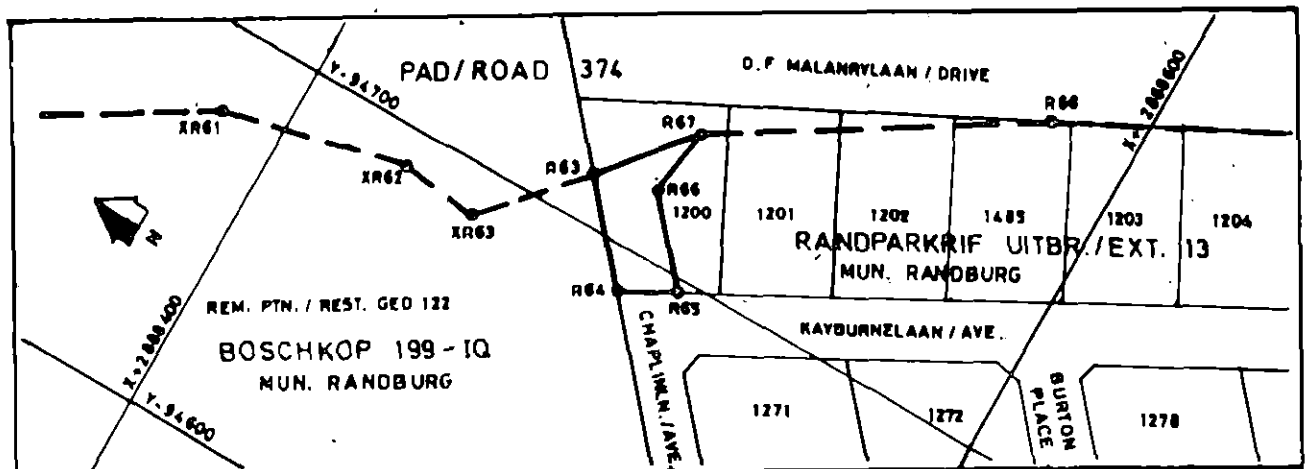 PAD/ROAD 374
D.F MALANRYLAAN / DRIVE
Y-94700
X+2888600
XR61
R67
R68
XR62
R63
R66
XR63
1200
1201
1202
1485
1203
1204
N
RANDPARKRIF UITBR./EXT. 13
MUN. RANDBURG
R64
R65
REM. PTN. / REST. GED 122
BOSCHKOP 199-IQ
MUN. RANDBURG
X+2888400
Y-94600
KAYBURNELAAN / AVE.
CHAPLINLN./AVE.
1271
1272
BURTON
PLACE
1278